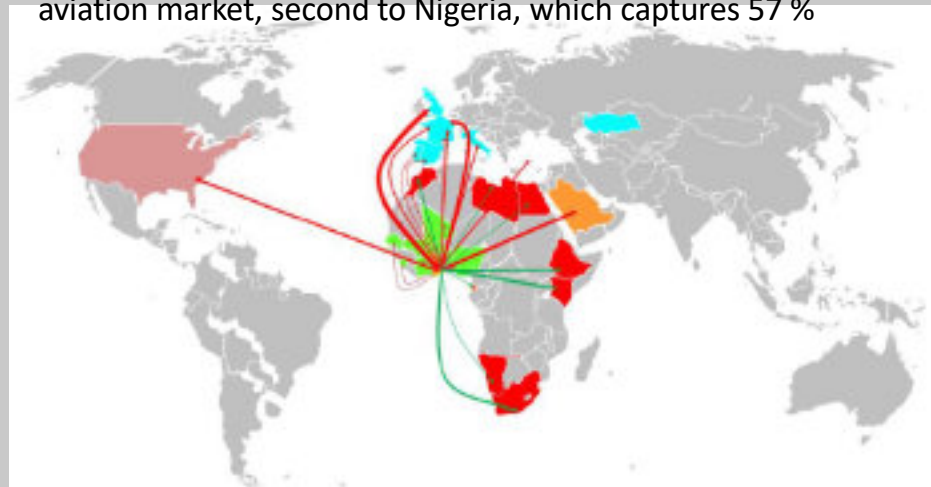 aviation market, second to Nigeria, which captures 57 %